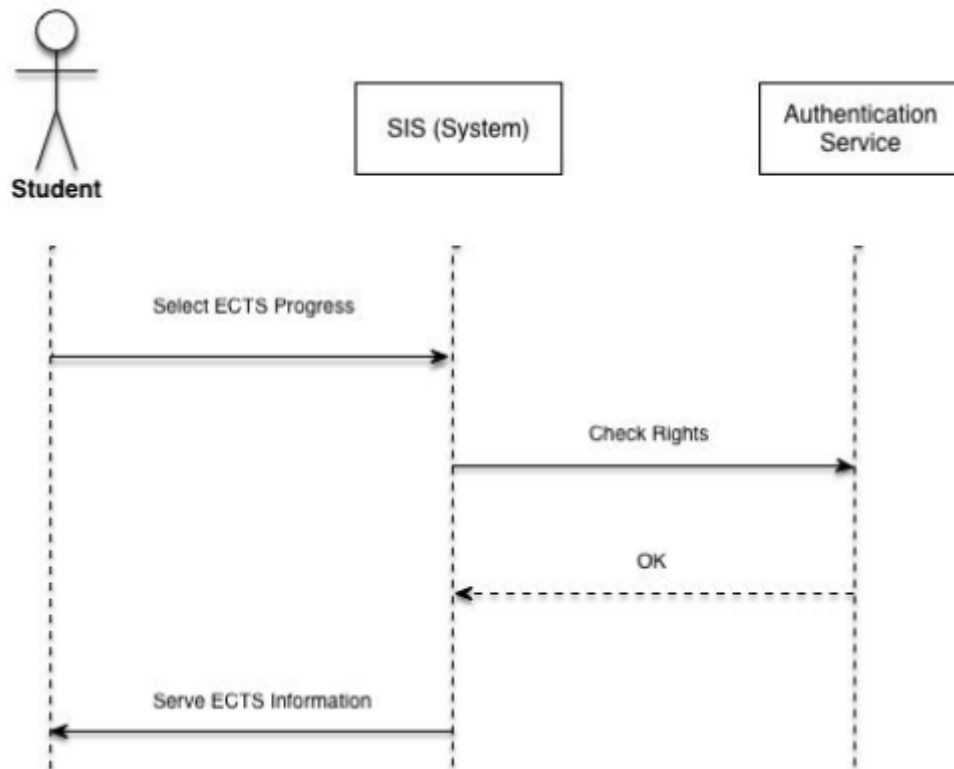 Student
SIS (System)
Authentication
Service
Select ECTS Progress
Check Rights
OK
Serve ECTS Information